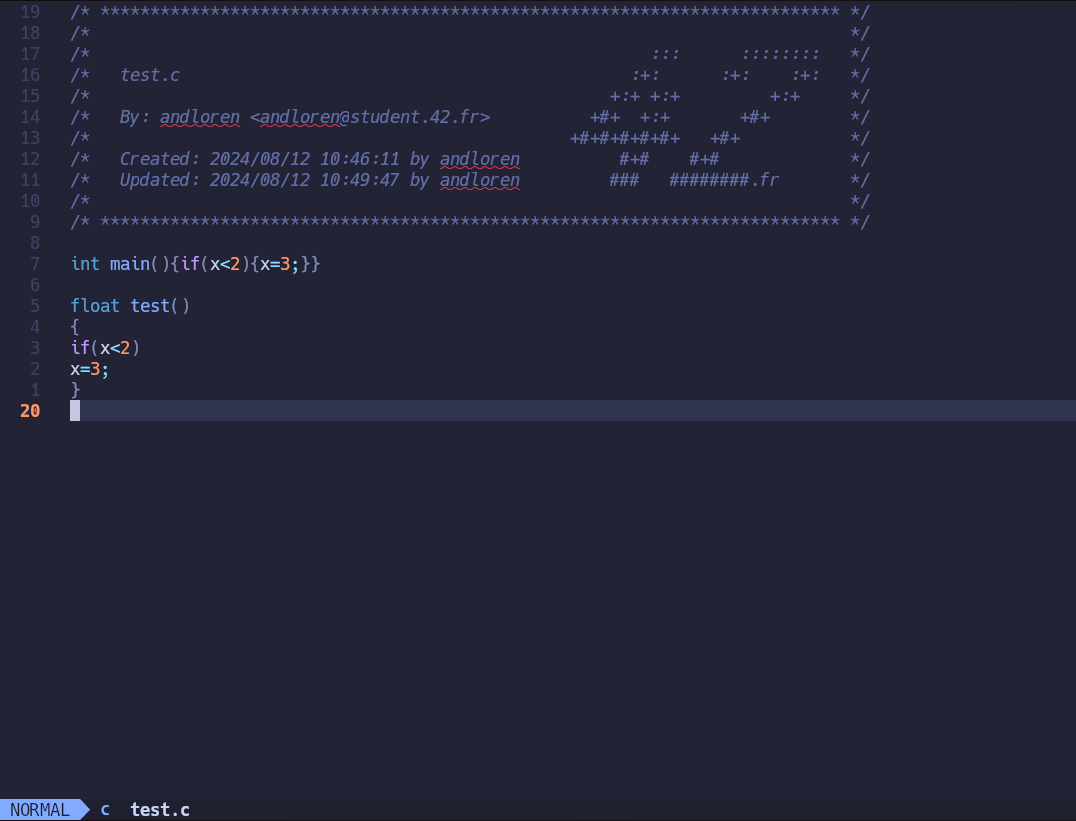 19 /* ************************************************************************** */
18 /*                                                                            */
17 /*                                                        :::      ::::::::   */
16 /*   test.c                                             :+:      :+:    :+:   */
15 /*                                                    +:+ +:+         +:+     */
14 /*   By: andloren <andloren@student.42.fr>          +#+  +:+       +#+        */
13 /*                                                +#+#+#+#+#+   +#+           */
12 /*   Created: 2024/08/12 10:46:11 by andloren          #+#    #+#             */
11 /*   Updated: 2024/08/12 10:49:47 by andloren         ###   ########.fr       */
10 /*                                                                            */
9 /* ************************************************************************** */
8
7 int main(){if(x<2){x=3;}}
6
5 float test()
4 {
3 if(x<2)
2 x=3;
1 }
20
NORMAL c test.c